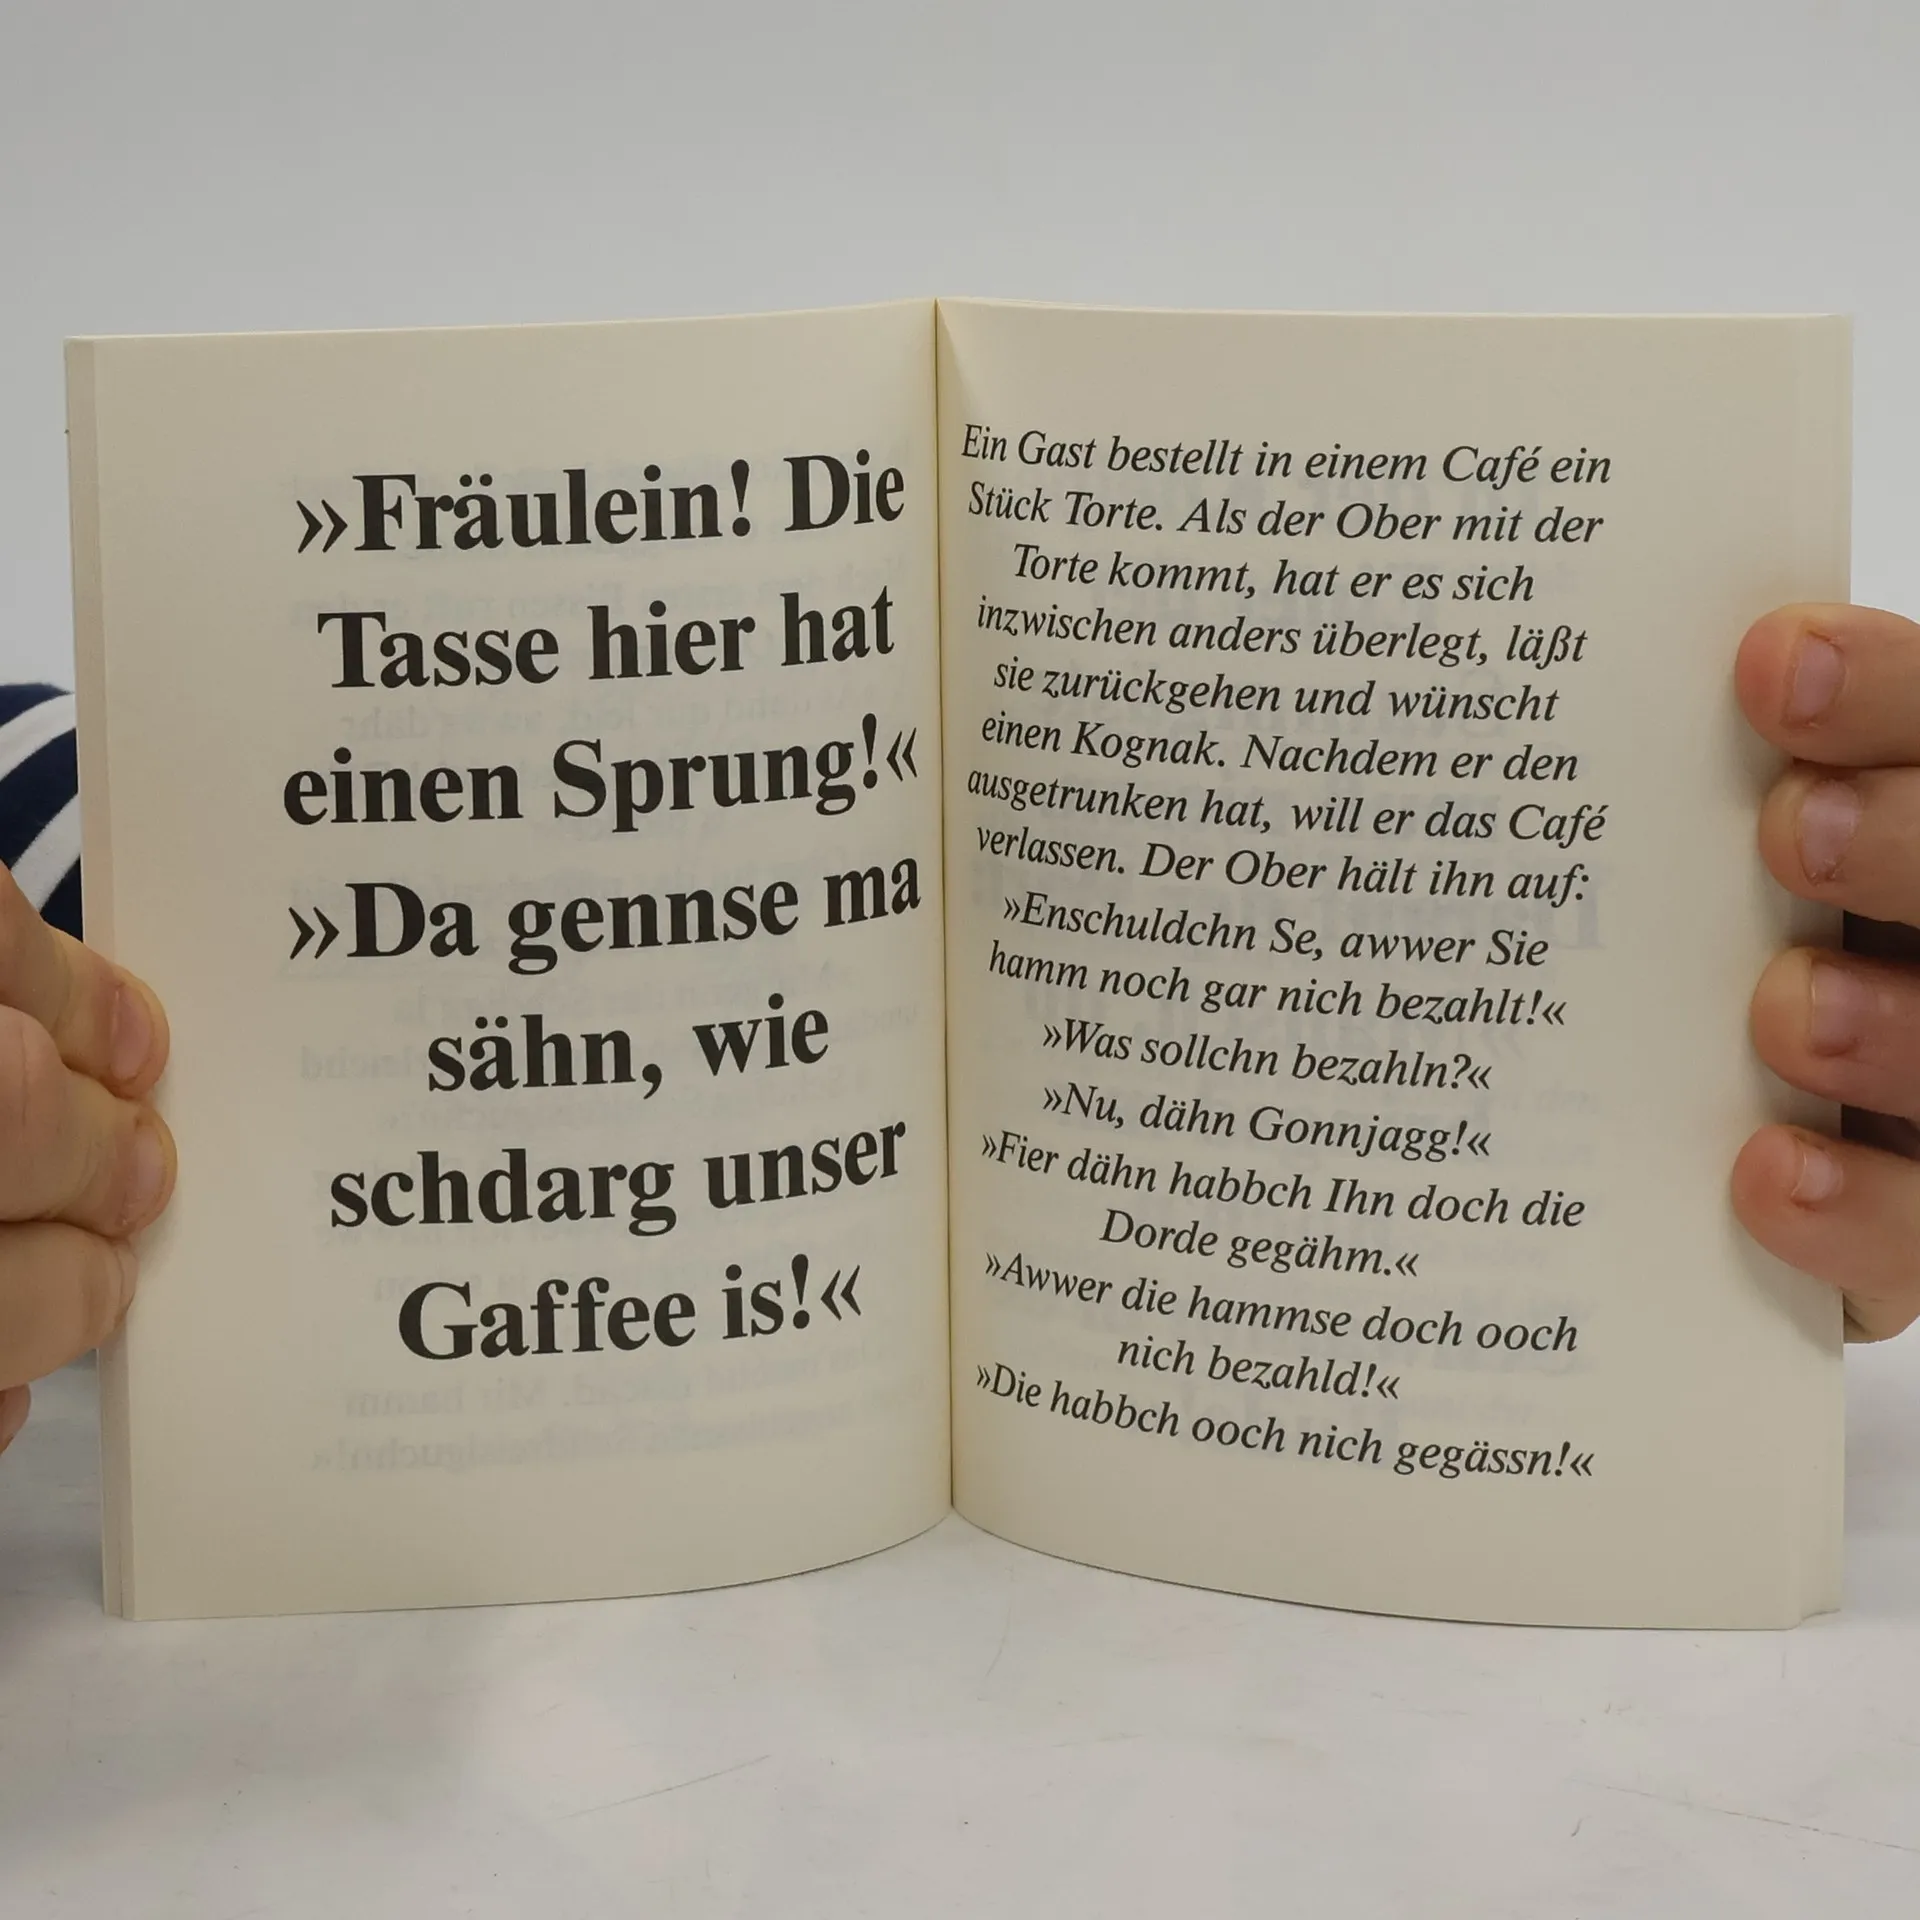 »Fräulein! Die
Tasse hier hat
einen Sprung!«
»Da gennse ma
sähn, wie
schdarg unser
Gaffee is!«
Ein Gast bestellt in einem Café ein
Stück Torte. Als der Ober mit der
Torte kommt, hat er es sich
inzwischen anders überlegt, läßt
sie zurückgehen und wünscht
einen Kognak. Nachdem er den
ausgetrunken hat, will er das Café
verlassen. Der Ober hält ihn auf:
»Enschuldchn Se, awwer Sie
hamm noch gar nich bezahlt!«
»Was sollchn bezahln?«
»Nu, dähn Gonnjagg!«
»Fier dähn habbch Ihn doch die
Dorde gegähm.«
»Awwer die hammse doch ooch
nich bezahld!«
»Die habbch ooch nich gegässn!«